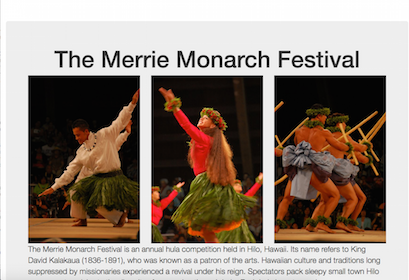 The Merrie Monarch Festival
The Merrie Monarch Festival is an annual hula competition held in Hilo, Hawaii. Its name refers to King
David Kalakaua (1836-1891), who was known as a patron of the arts. Hawaiian culture and traditions long
suppressed by missionaries experienced a revival under his reign. Spectators pack sleepy small town Hilo